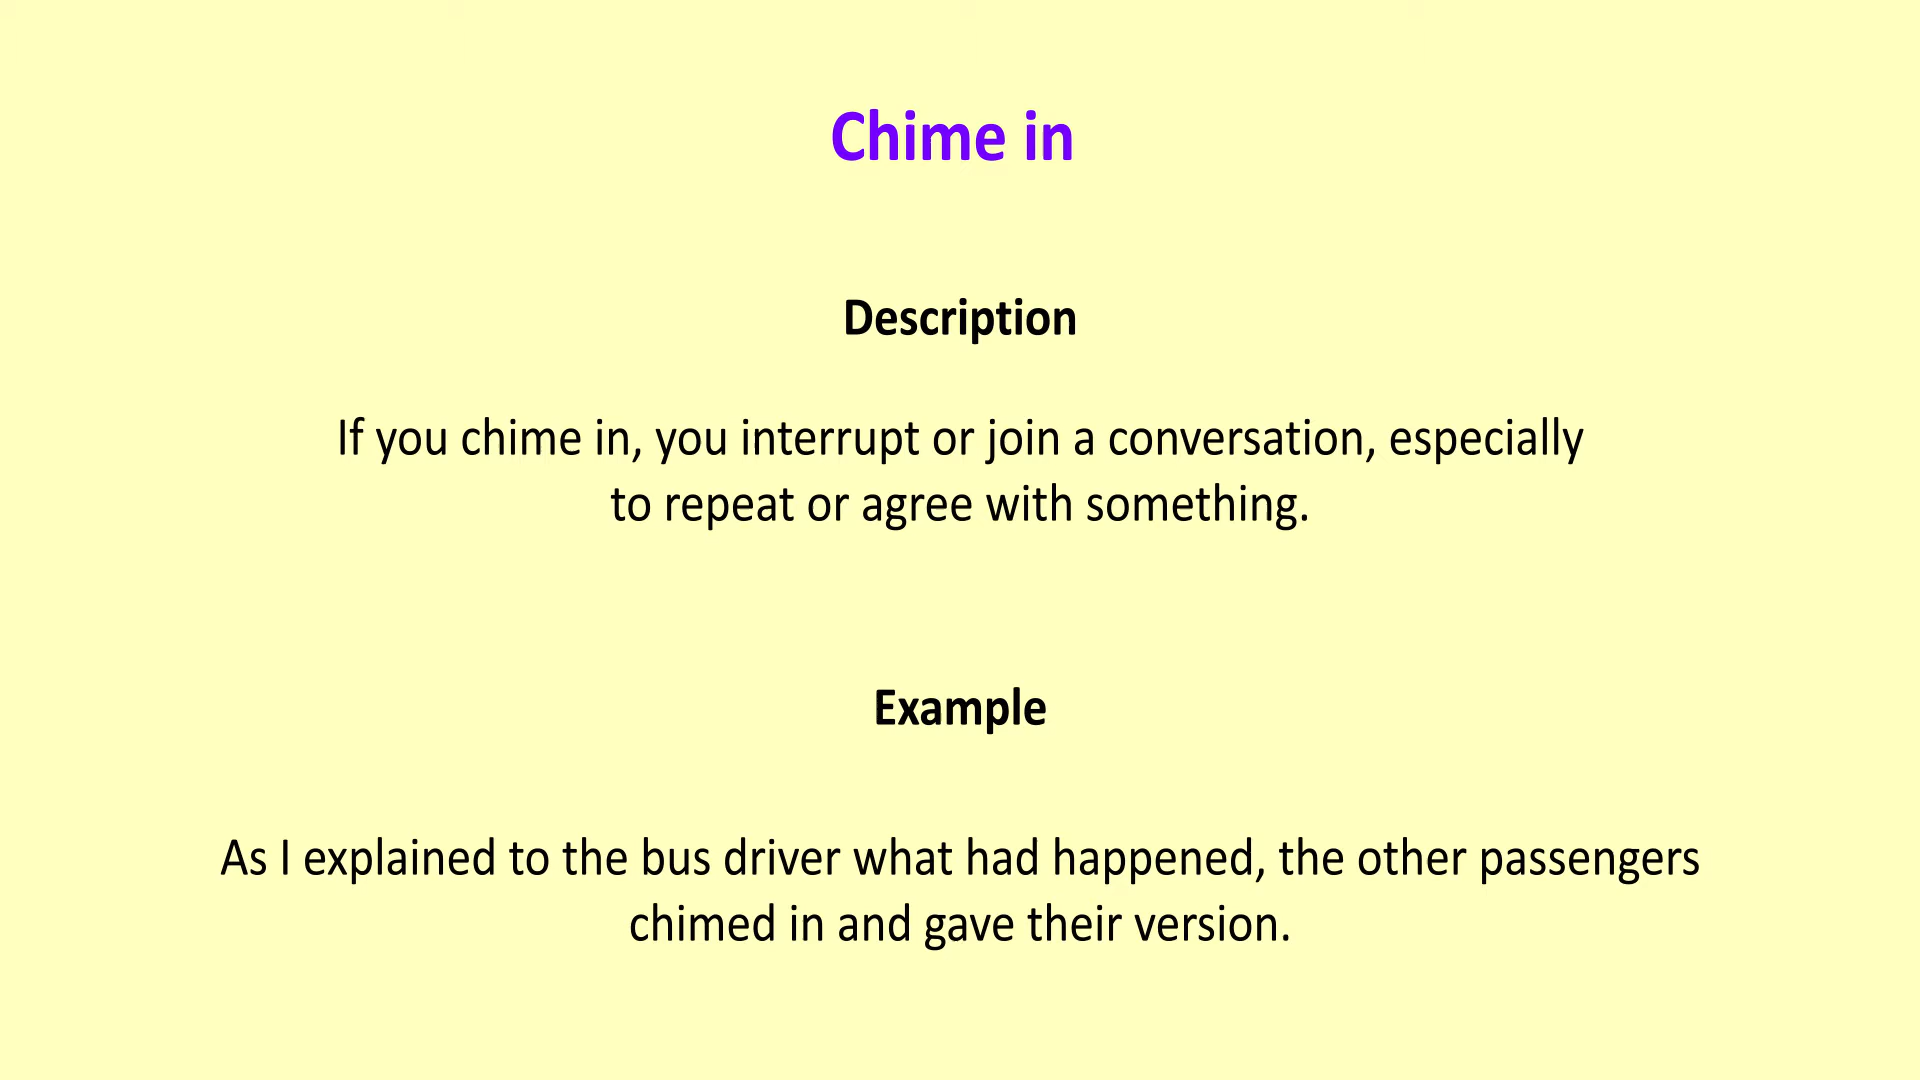 Chime in
Description
If you chime in, you interrupt or join a conversation, especially
to repeat or agree with something.
Example
As I explained to the bus driver what had happened, the other passengers
chimed in and gave their version.